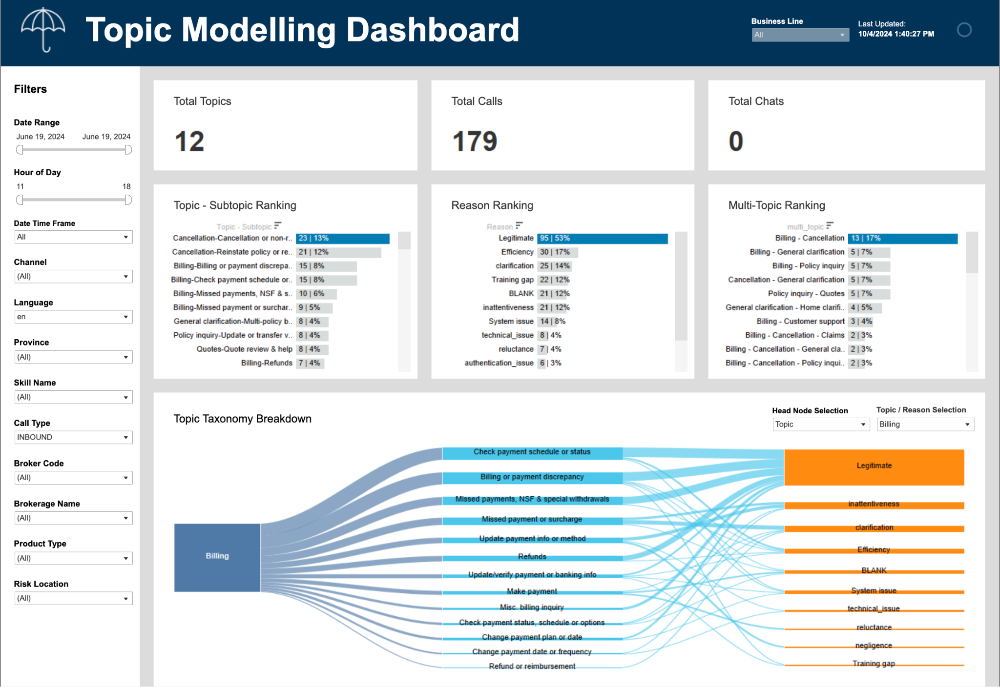 Topic Modelling Dashboard
Business Line
All
Last Updated:
10/4/2024 1:40:27 PM
Filters
Date Range
June 19, 2024 June 19, 2024
Hour of Day
11 18
Date Time Frame
All
Channel
(All)
Language
en
Province
(All)
Skill Name
(All)
Call Type
INBOUND
Broker Code
(All)
Brokerage Name
(All)
Product Type
(All)
Risk Location
(All)
Total Topics
12
Total Calls
179
Total Chats
0
Topic - Subtopic Ranking
Topic - Subtopic
Cancellation-Cancellation or non-r.. 23 | 13%
Cancellation-Reinstate policy or re.. 21 | 12%
Billing-Billing or payment discrepa.. 15 | 8%
Billing-Check payment schedule or.. 15 | 8%
Billing-Missed payments, NSF & s.. 10 | 6%
Billing-Missed payment or surchar.. 9 | 5%
General clarification-Multi-policy b.. 8 | 4%
Policy inquiry-Update or transfer v.. 8 | 4%
Quotes-Quote review & help 8 | 4%
Billing-Refunds 7 | 4%
Reason Ranking
Reason
Legitimate 95 | 53%
Efficiency 30 | 17%
clarification 25 | 14%
Training gap 22 | 12%
BLANK 21 | 12%
inattentiveness 21 | 12%
System issue 14 | 8%
technical_issue 8 | 4%
reluctance 7 | 4%
authentication_issue 6 | 3%
Multi-Topic Ranking
multi_topic
Billing - Cancellation 13 | 17%
Billing - General clarification 5 | 7%
Billing - Policy inquiry 5 | 7%
Cancellation - General clarification 5 | 7%
Policy inquiry - Quotes 5 | 7%
General clarification - Home clarifi.. 4 | 5%
Billing - Customer support 3 | 4%
Billing - Cancellation - Claims 2 | 3%
Billing - Cancellation - General cla.. 2 | 3%
Billing - Cancellation - Policy inqui.. 2 | 3%
Topic Taxonomy Breakdown
Head Node Selection
Topic
Topic / Reason Selection
Billing
Billing
Check payment schedule or status
Billing or payment discrepancy
Missed payments, NSF & special withdrawals
Missed payment or surcharge
Update payment info or method
Refunds
Update/verify payment or banking info
Make payment
Misc. billing inquiry
Check payment status, schedule or options
Change payment plan or date
Change payment date or frequency
Refund or reimbursement
Legitimate
inattentiveness
clarification
Efficiency
BLANK
System issue
technical_issue
reluctance
negligence
Training gap